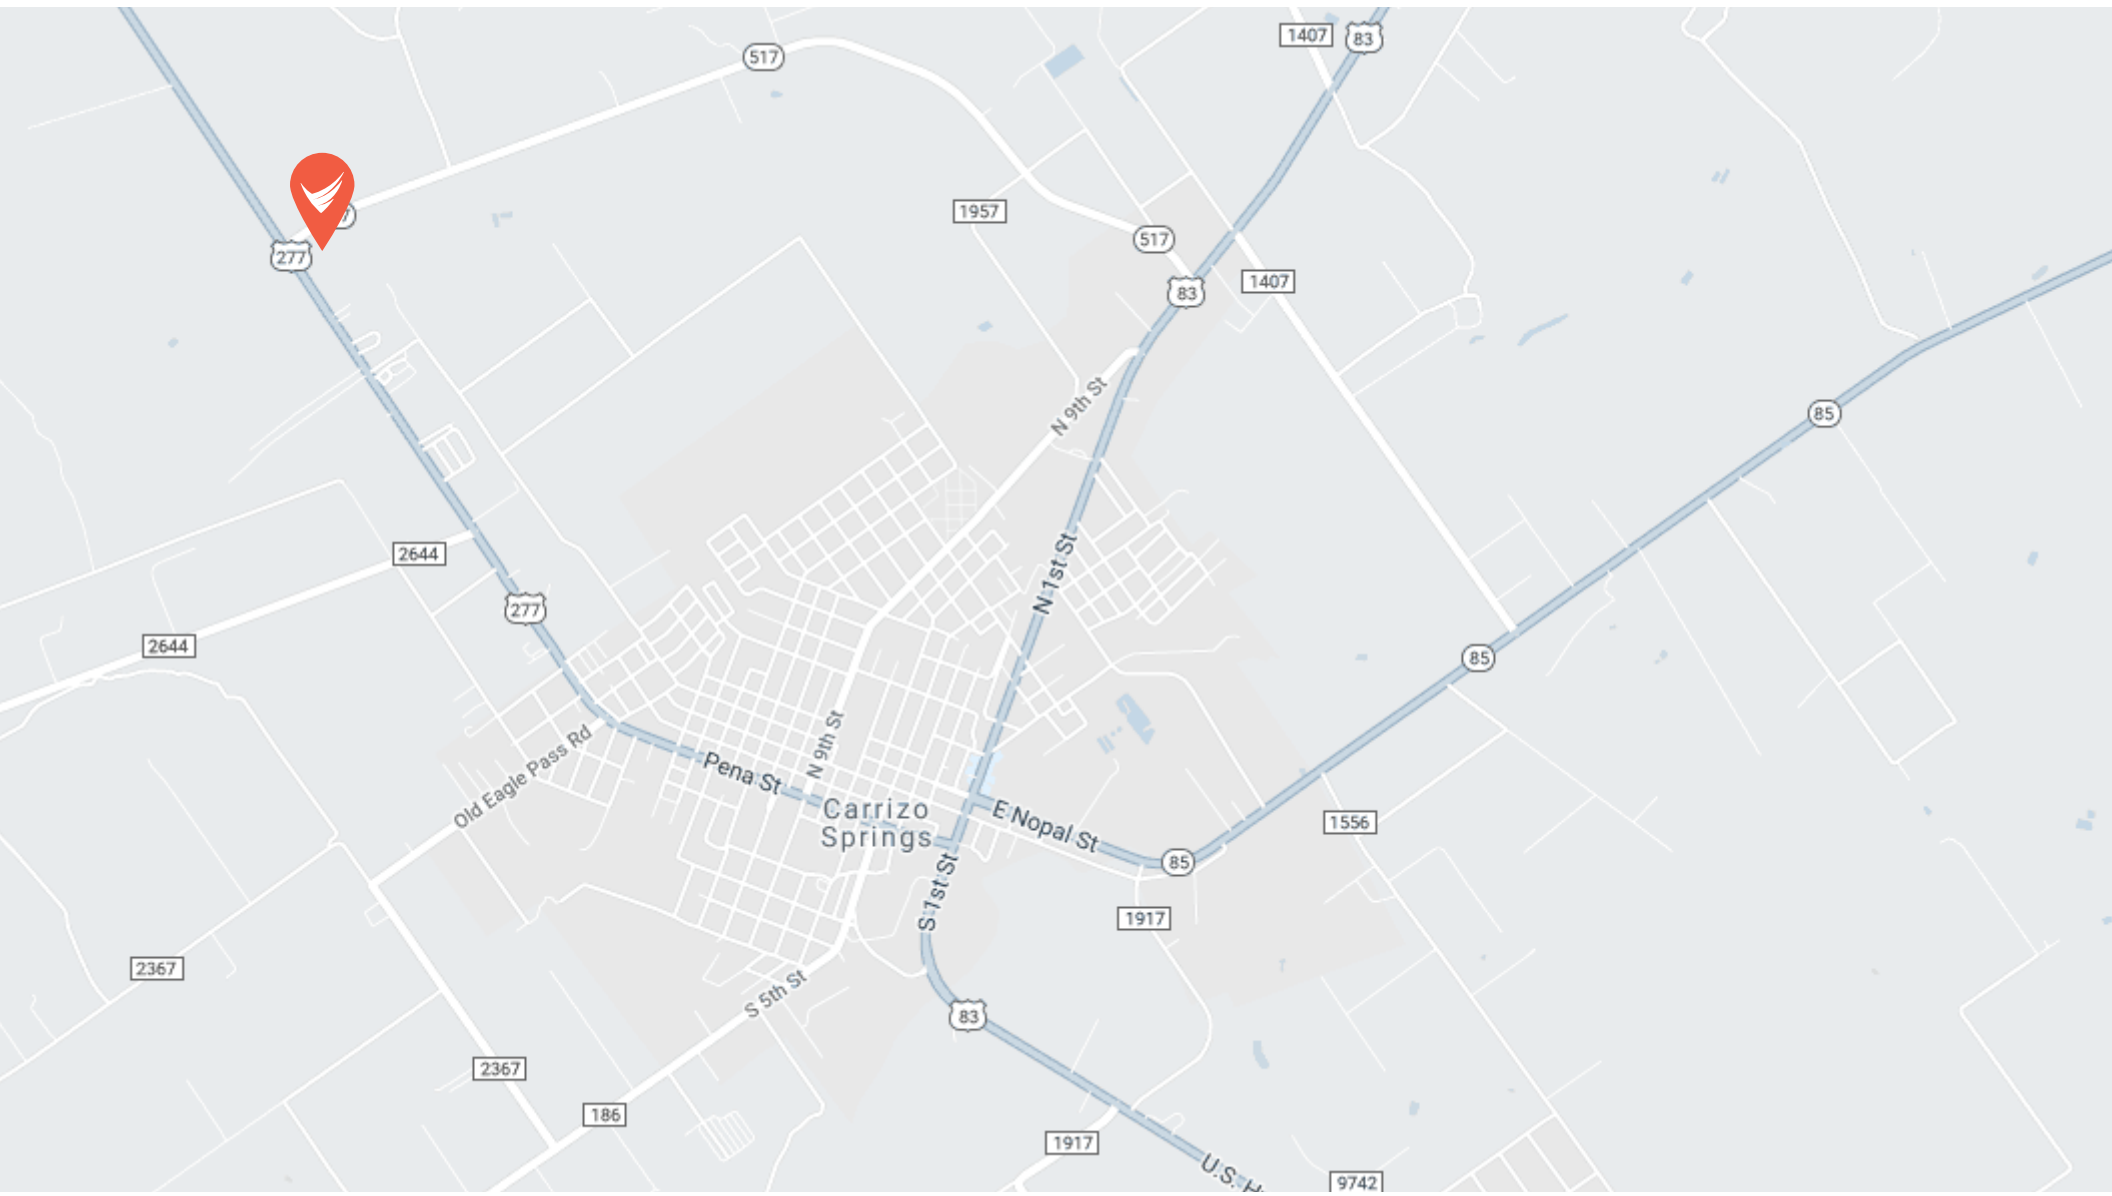 1407
83
517
1957
517
277
1407
83
N 9th St
85
N 1st St
2644
277
2644
85
N 9th St
Old Eagle Pass Rd
Pena St
Carrizo
Springs
E Nopal St
1556
85
S 1st St
1917
2367
S 5th St
83
2367
186
1917
U.S. H
9742